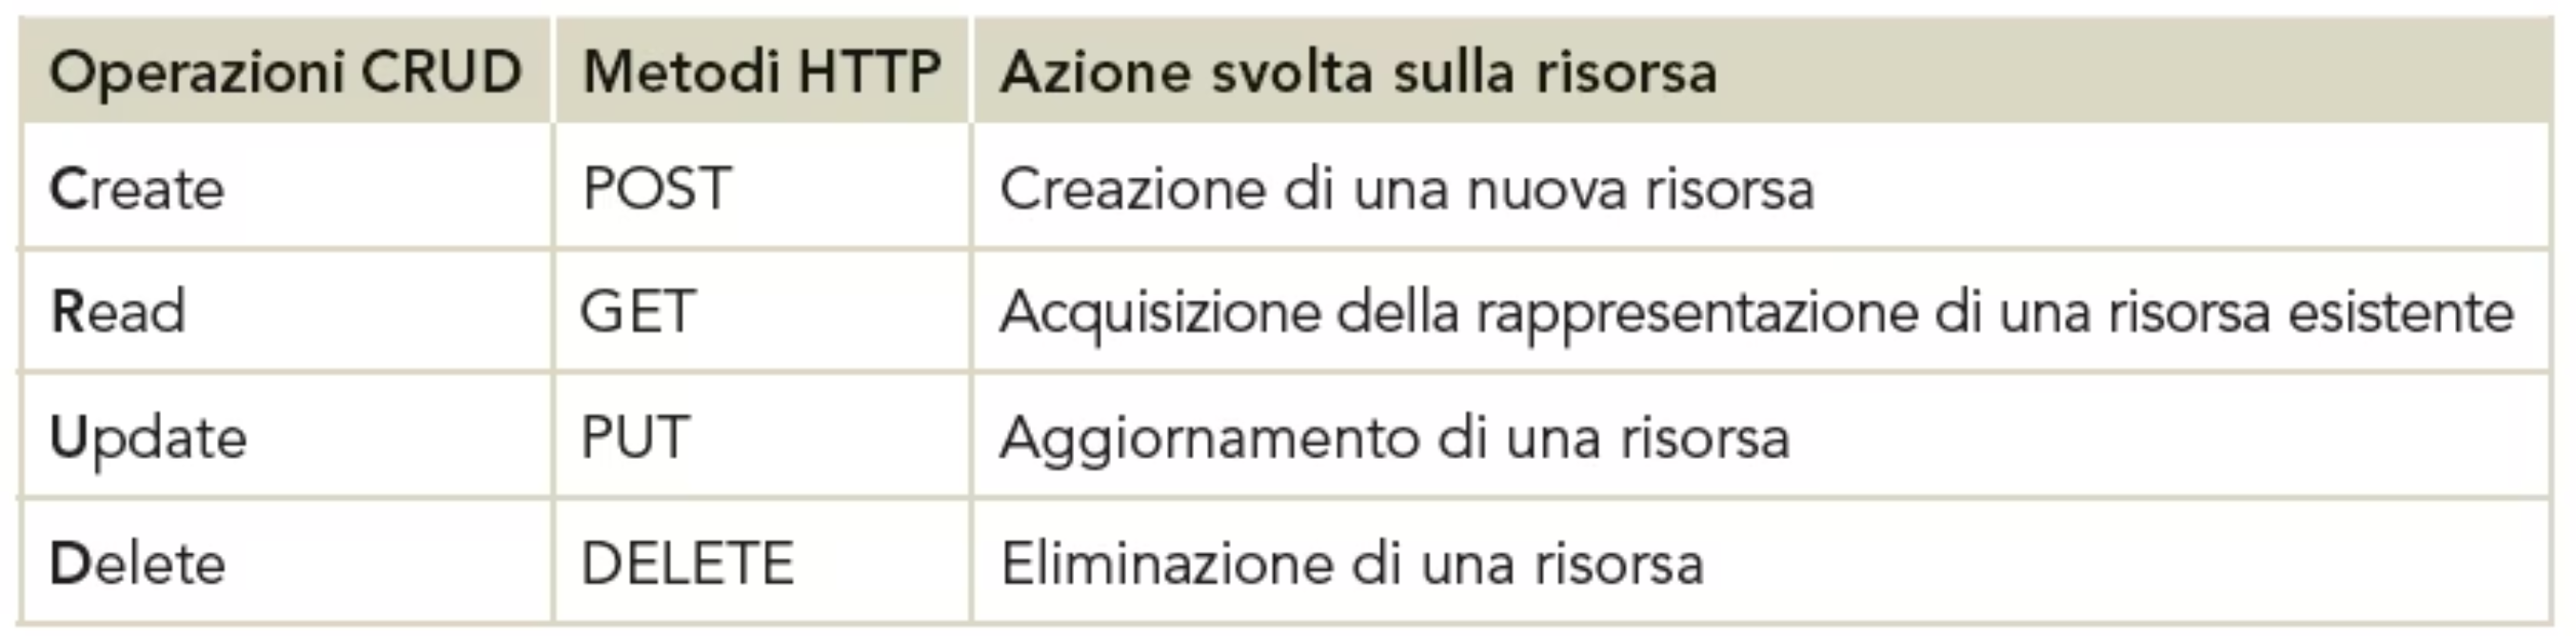 Operazioni CRUD Metodi HTTP Azione svolta sulla risorsa
Create POST Creazione di una nuova risorsa
Read GET Acquisizione della rappresentazione di una risorsa esistente
Update PUT Aggiornamento di una risorsa
Delete DELETE Eliminazione di una risorsa